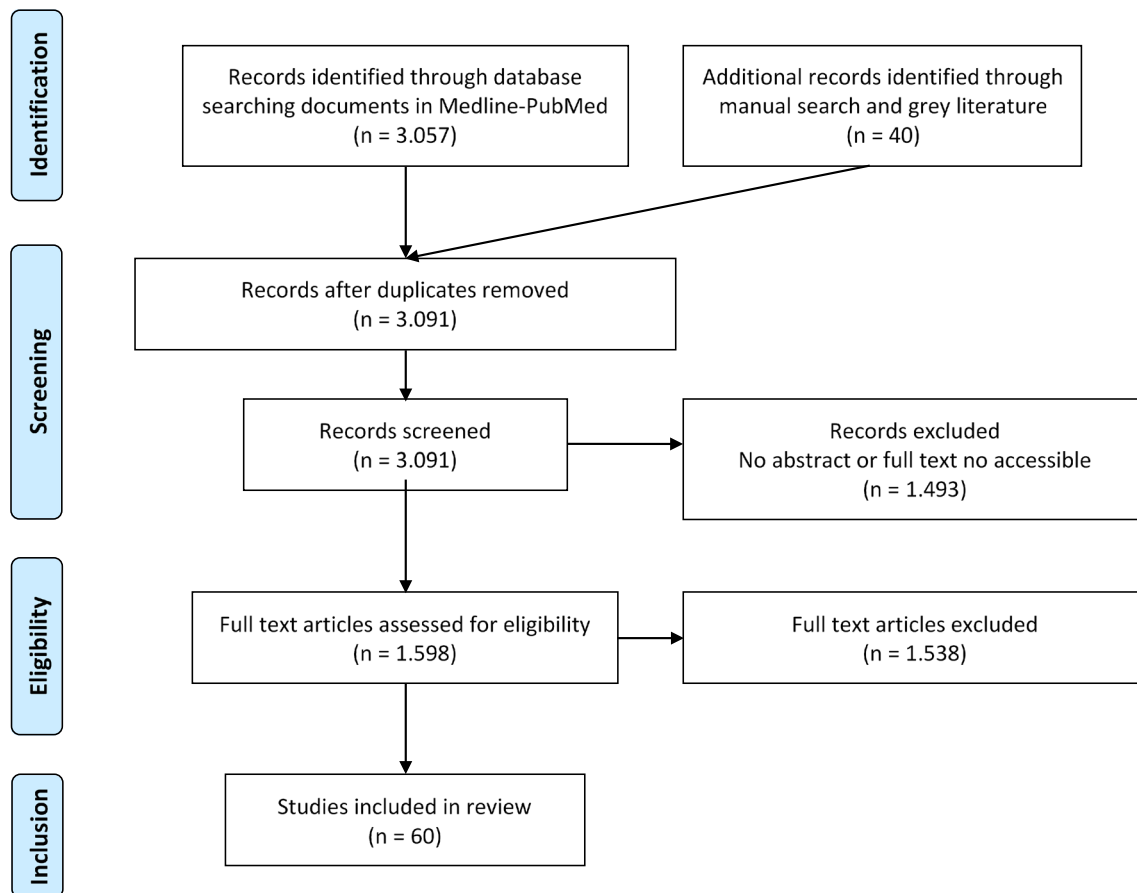 Identification
Records identified through database
searching documents in Medline-PubMed
(n = 3.057)
Additional records identified through
manual search and grey literature
(n = 40)
Screening
Records after duplicates removed
(n = 3.091)
Records screened
(n = 3.091)
Records excluded
No abstract or full text no accessible
(n = 1.493)
Eligibility
Full text articles assessed for eligibility
(n = 1.598)
Full text articles excluded
(n = 1.538)
Inclusion
Studies included in review
(n = 60)